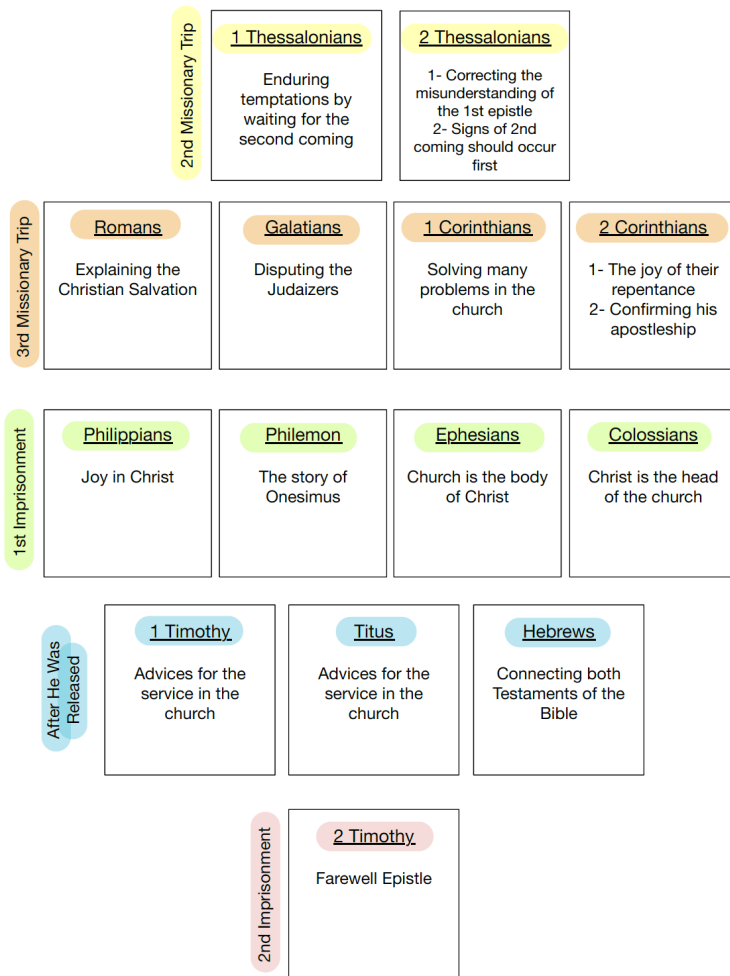 2nd Missionary Trip
1 Thessalonians
Enduring
temptations by
waiting for the
second coming
2 Thessalonians
1- Correcting the
misunderstanding of
the 1st epistle
2- Signs of 2nd
coming should occur
first
3rd Missionary Trip
Romans
Explaining the
Christian Salvation
Galatians
Disputing the
Judaizers
1 Corinthians
Solving many
problems in the
church
2 Corinthians
1- The joy of their
repentance
2- Confirming his
apostleship
1st Imprisonment
Philippians
Joy in Christ
Philemon
The story of
Onesimus
Ephesians
Church is the body
of Christ
Colossians
Christ is the head
of the church
After He Was
Released
1 Timothy
Advices for the
service in the
church
Titus
Advices for the
service in the
church
Hebrews
Connecting both
Testaments of the
Bible
2nd Imprisonment
2 Timothy
Farewell Epistle